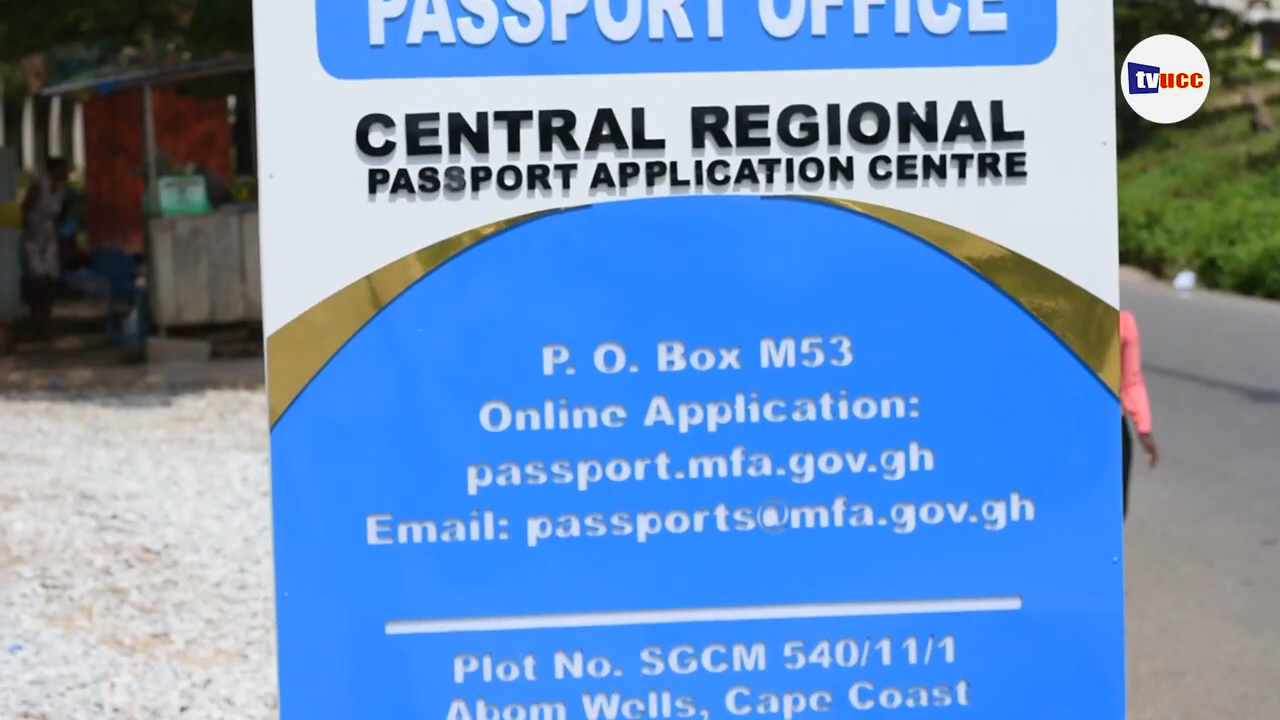 PASSPORT OFFICE
tvucc
CENTRAL REGIONAL
PASSPORT APPLICATION CENTRE
P. O. Box M53
Online Application:
passport.mfa.gov.gh
Email: passports@mfa.gov.gh
Plot No. SGCM 540/11/1
Abom Wells, Cape Coast